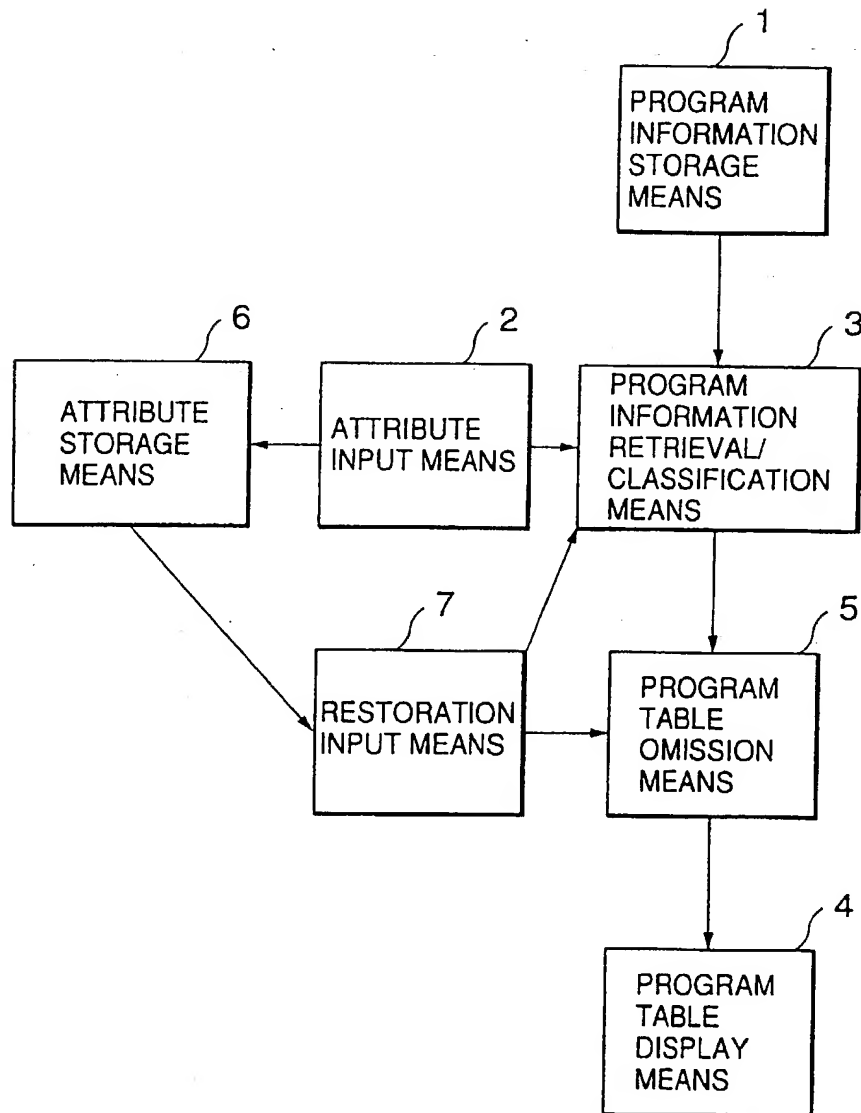 1
PROGRAM
INFORMATION
STORAGE
MEANS
6
ATTRIBUTE
STORAGE
MEANS
2
ATTRIBUTE
INPUT MEANS
3
PROGRAM
INFORMATION
RETRIEVAL/
CLASSIFICATION
MEANS
7
RESTORATION
INPUT MEANS
5
PROGRAM
TABLE
OMISSION
MEANS
4
PROGRAM
TABLE
DISPLAY
MEANS